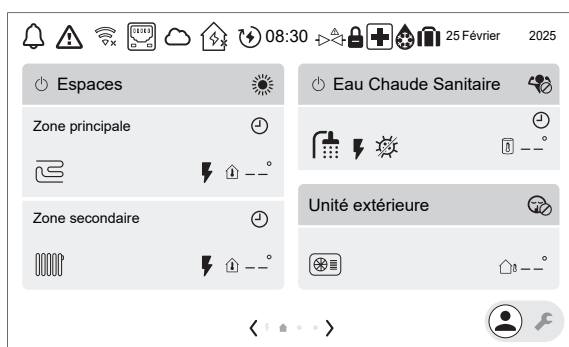 08:30 25 Février 2025
Espaces
Zone principale
--°
Zone secondaire
--°
Eau Chaude Sanitaire
--°
Unité extérieure
--°